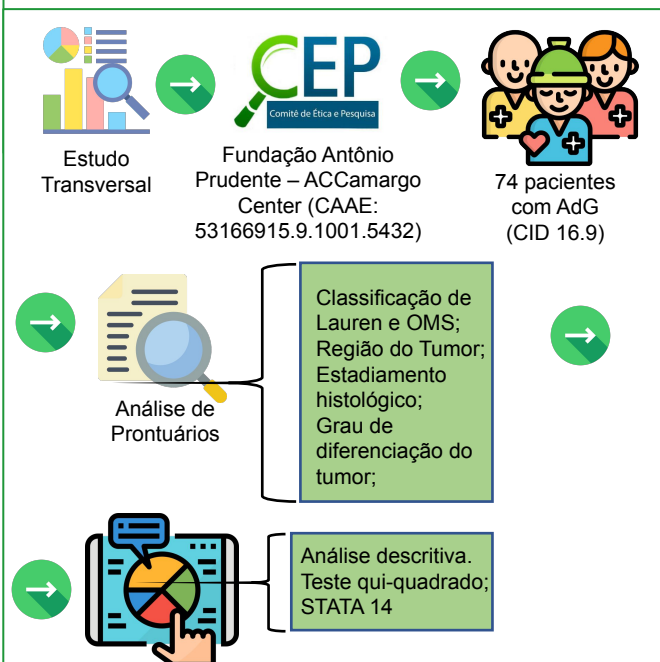 Estudo
Transversal
CEP
Comitê de Ética e Pesquisa
Fundação Antônio
Prudente – ACCamargo
Center (CAAE:
53166915.9.1001.5432)
74 pacientes
com AdG
(CID 16.9)
Análise de
Prontuários
Classificação de
Lauren e OMS;
Região do Tumor;
Estadiamento
histológico;
Grau de
diferenciação do
tumor;
Análise descritiva.
Teste qui-quadrado;
STATA 14